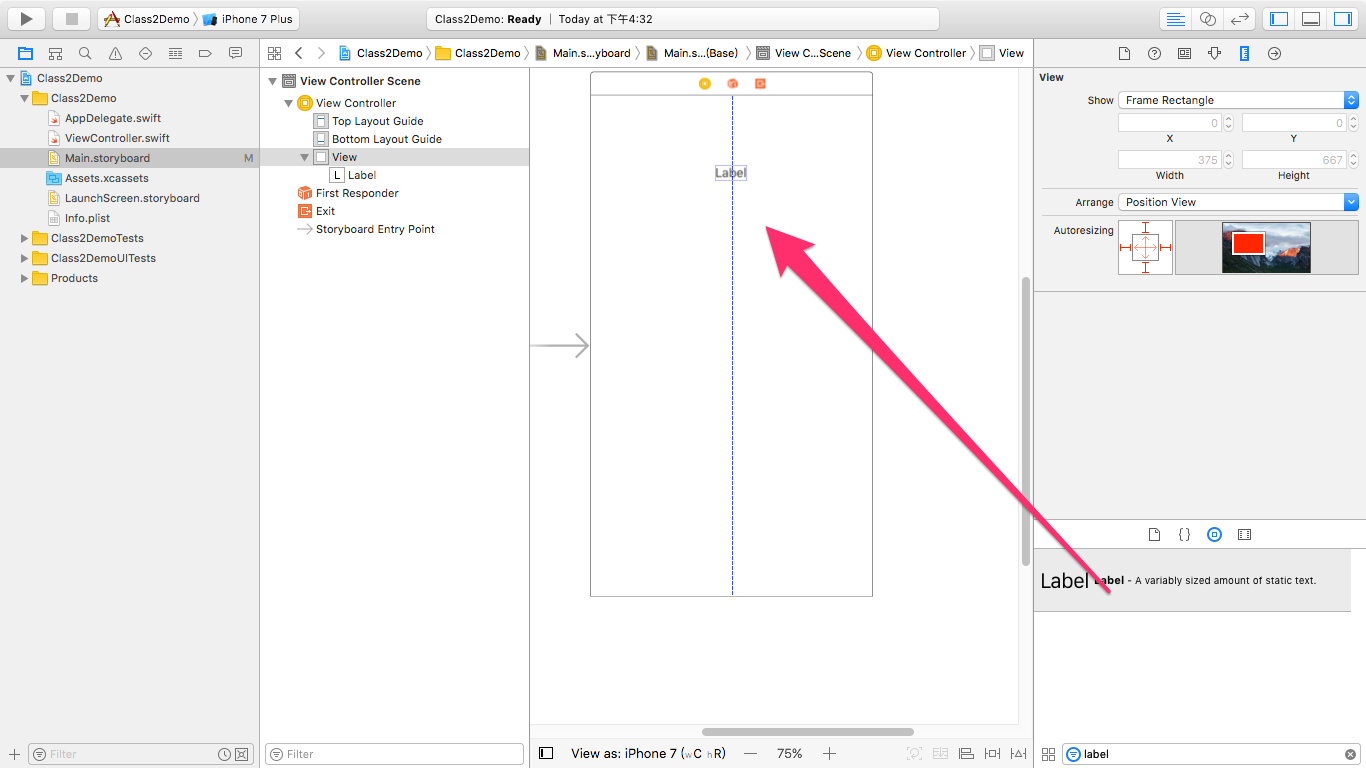 Class2Demo iPhone 7 Plus
Class2Demo: Ready | Today at 下午4:32
Class2Demo Class2Demo Main.s...yboard Main.s...(Base) View C...Scene View Controller View
Class2Demo
Class2Demo
AppDelegate.swift
ViewController.swift
Main.storyboard M
Assets.xcassets
LaunchScreen.storyboard
Info.plist
Class2DemoTests
Class2DemoUITests
Products
Filter
View Controller Scene
View Controller
Top Layout Guide
Bottom Layout Guide
View
L Label
First Responder
Exit
Storyboard Entry Point
Filter
Label
View as: iPhone 7 (wC hR) — 75% +
View
Show Frame Rectangle
0 0
X Y
375 667
Width Height
Arrange Position View
Autoresizing
{}
Label Label - A variably sized amount of static text.
label